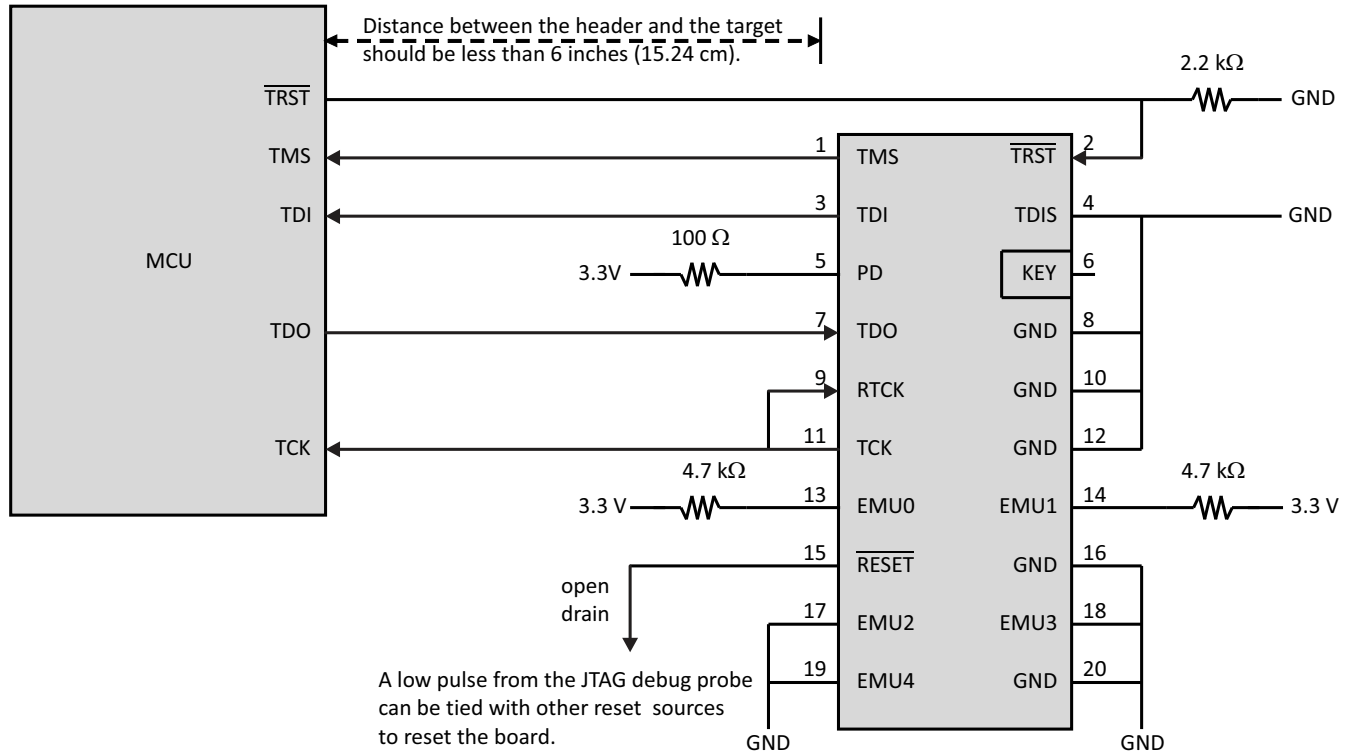 Distance between the header and the target
should be less than 6 inches (15.24 cm).
2.2 kΩ
TRST
GND
TMS
1
TMS
TRST
2
TDI
3
TDI
TDIS
4
GND
100 Ω
MCU
3.3V
5
PD
KEY
6
TDO
7
TDO
GND
8
9
RTCK
GND
10
TCK
11
TCK
GND
12
4.7 kΩ
4.7 kΩ
3.3 V
13
EMU0
EMU1
14
3.3 V
15
RESET
GND
16
open
drain
17
EMU2
EMU3
18
19
EMU4
GND
20
A low pulse from the JTAG debug probe
can be tied with other reset sources
to reset the board.
GND
GND